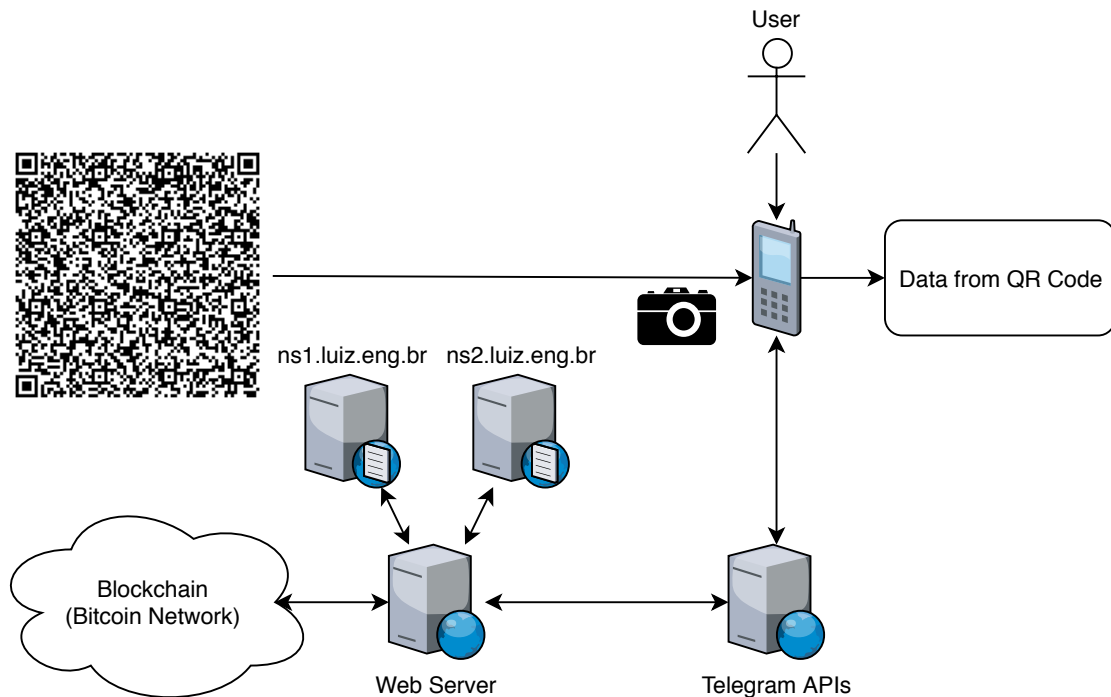 User
Data from QR Code
ns1.luiz.eng.br
ns2.luiz.eng.br
Blockchain
(Bitcoin Network)
Web Server
Telegram APIs